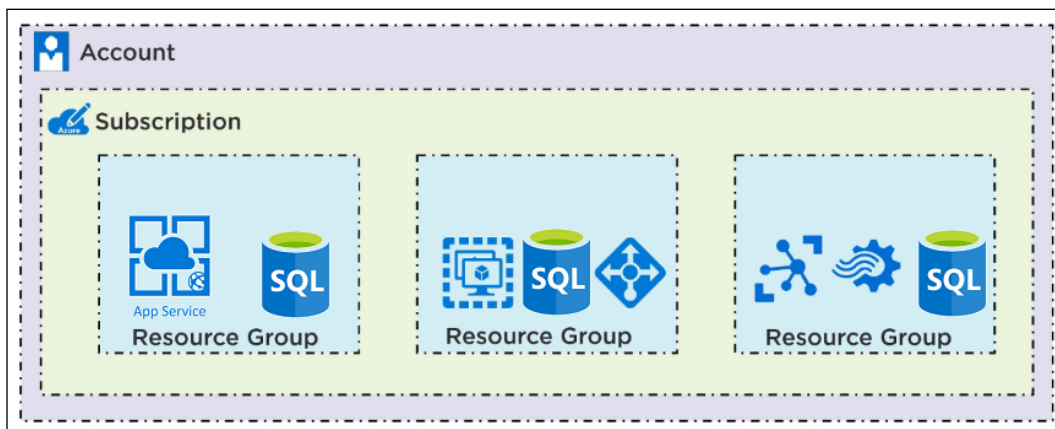 Account
Azure
Subscription
App Service
SQL
Resource Group
SQL
Resource Group
SQL
Resource Group